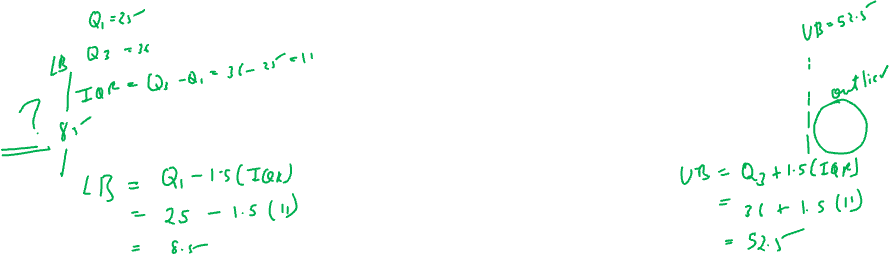 Q₁ = 25
LB Q3 = 36
IQR = Q3 - Q₁ = 36 - 25 = 11
?
8.5
LB = Q₁ - 1.5 (IQR)
= 25 - 1.5 (11)
= 8.5
UB = 52.5
outlier
UB = Q3 + 1.5 (IQR)
= 36 + 1.5 (11)
= 52.5